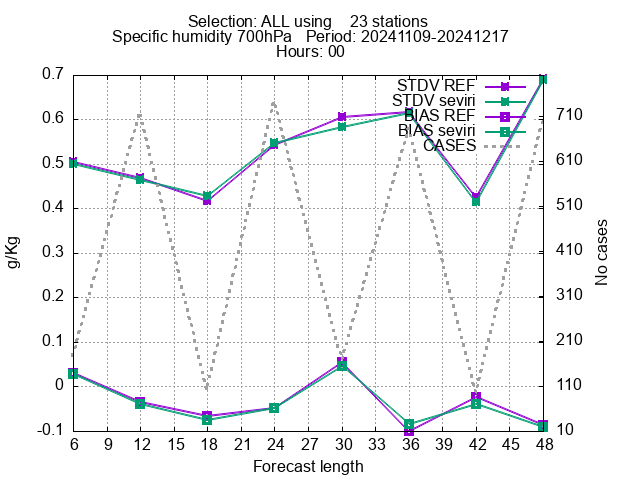 Selection: ALL using    23 stations
Specific humidity 700hPa   Period: 20241109-20241217
Hours: 00
STDV REF
STDV seviri
BIAS REF
BIAS seviri
CASES
0.7
0.6
0.5
0.4
0.3
0.2
0.1
0
-0.1
g/Kg
710
610
510
410
310
210
110
10
No cases
6 9 12 15 18 21 24 27 30 33 36 39 42 45 48
Forecast length